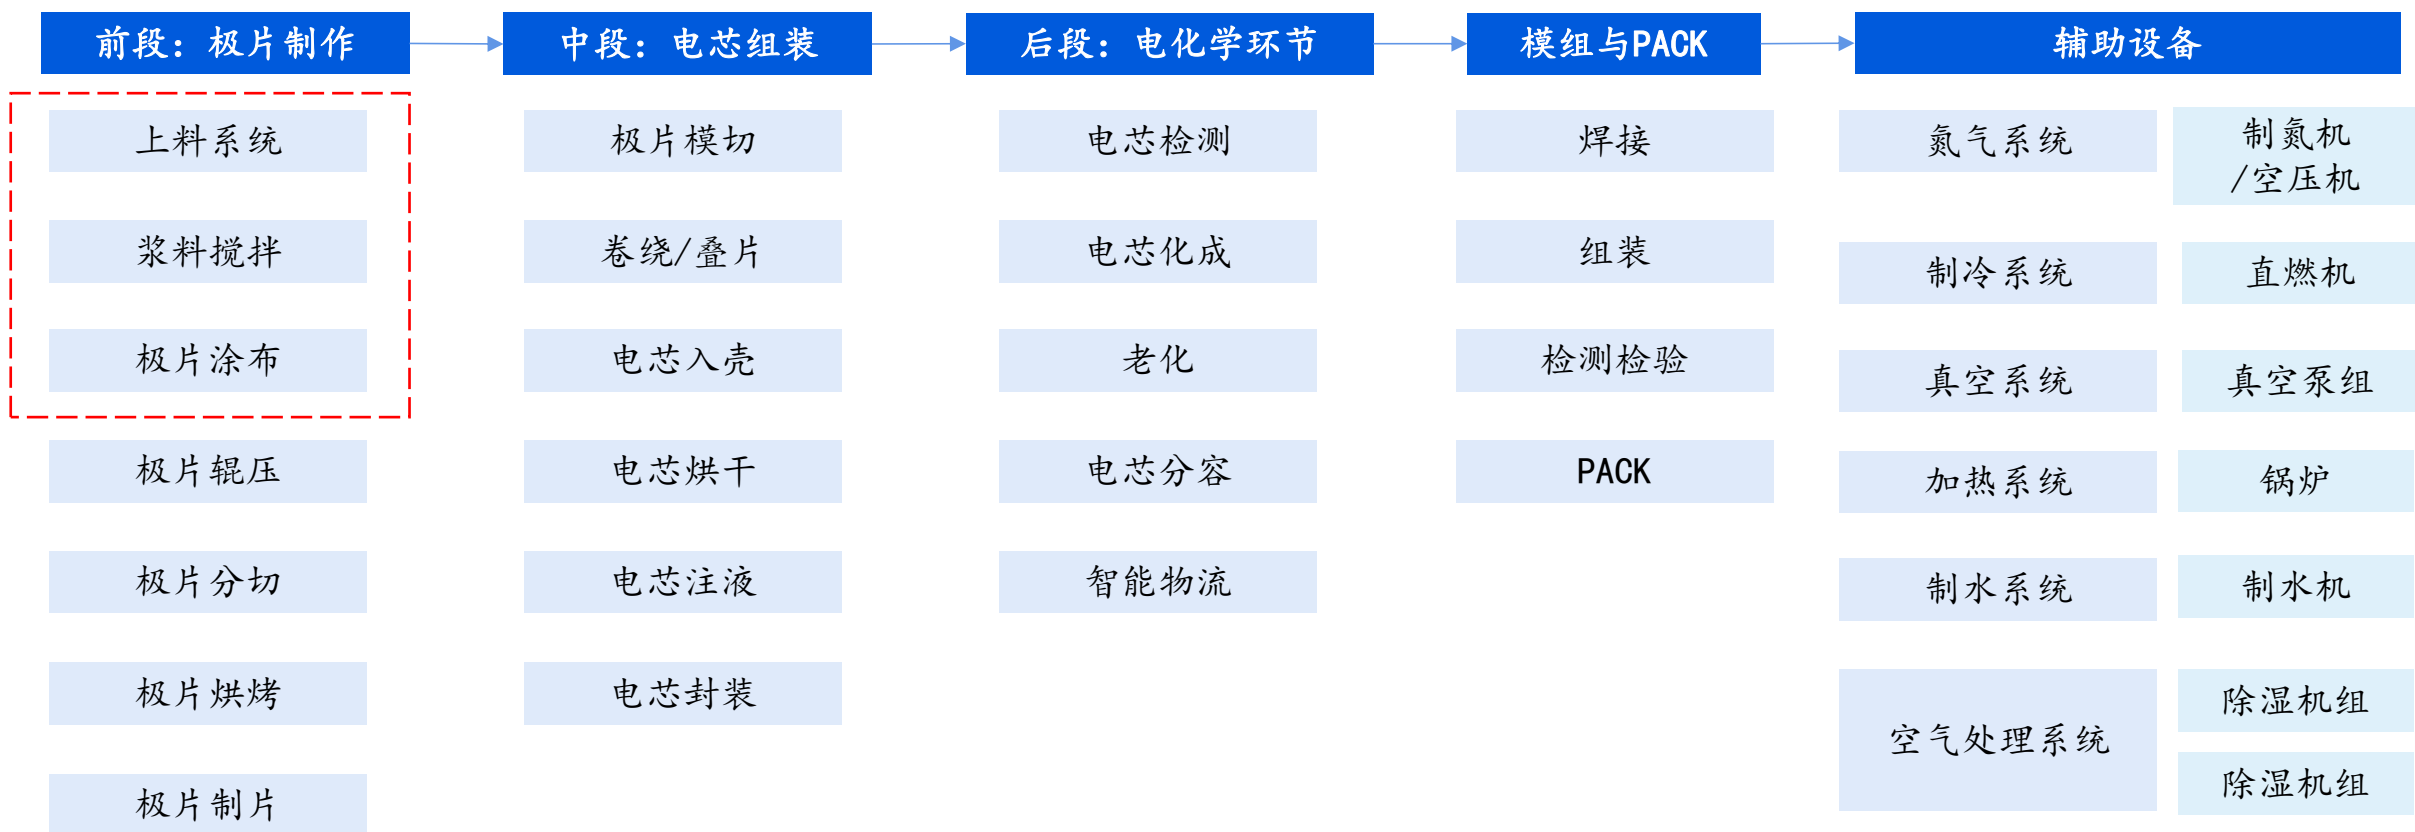 前段：极片制作
中段：电芯组装
后段：电化学环节
模组与PACK
辅助设备
上料系统
浆料搅拌
极片涂布
极片辊压
极片分切
极片烘烤
极片制片
极片模切
卷绕/叠片
电芯入壳
电芯烘干
电芯注液
电芯封装
电芯检测
电芯化成
老化
电芯分容
智能物流
焊接
组装
检测检验
PACK
氮气系统
制氮机
/空压机
制冷系统
直燃机
真空系统
真空泵组
加热系统
锅炉
制水系统
制水机
空气处理系统
除湿机组
除湿机组